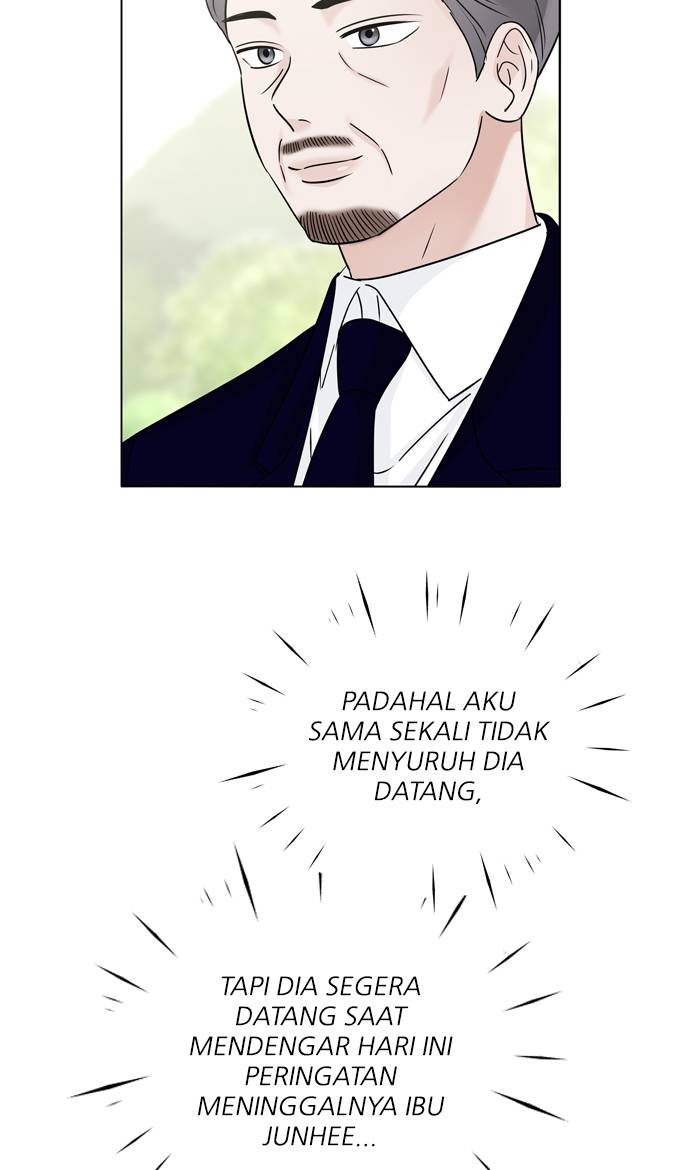 PADAHAL AKU
SAMA SEKALI TIDAK
MENYURUH DIA
DATANG,
TAPI DIA SEGERA
DATANG SAAT
MENDENGAR HARI INI
PERINGATAN
MENINGGALNYA IBU
JUNHEE...